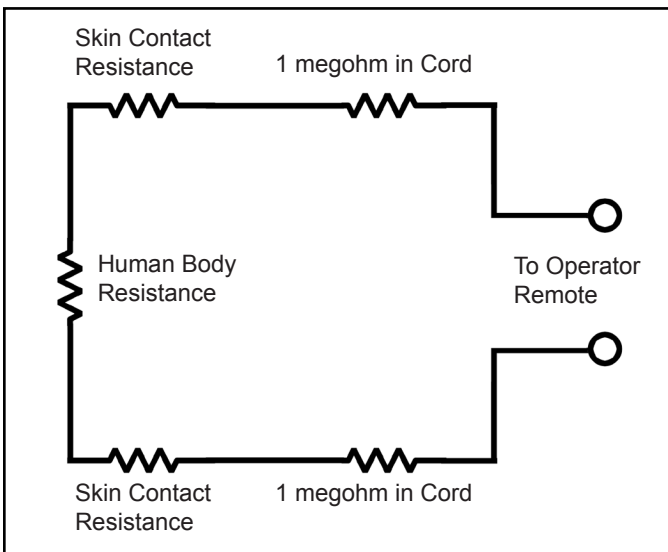 Skin Contact
Resistance
1 megohm in Cord
Human Body
Resistance
To Operator
Remote
Skin Contact
Resistance
1 megohm in Cord